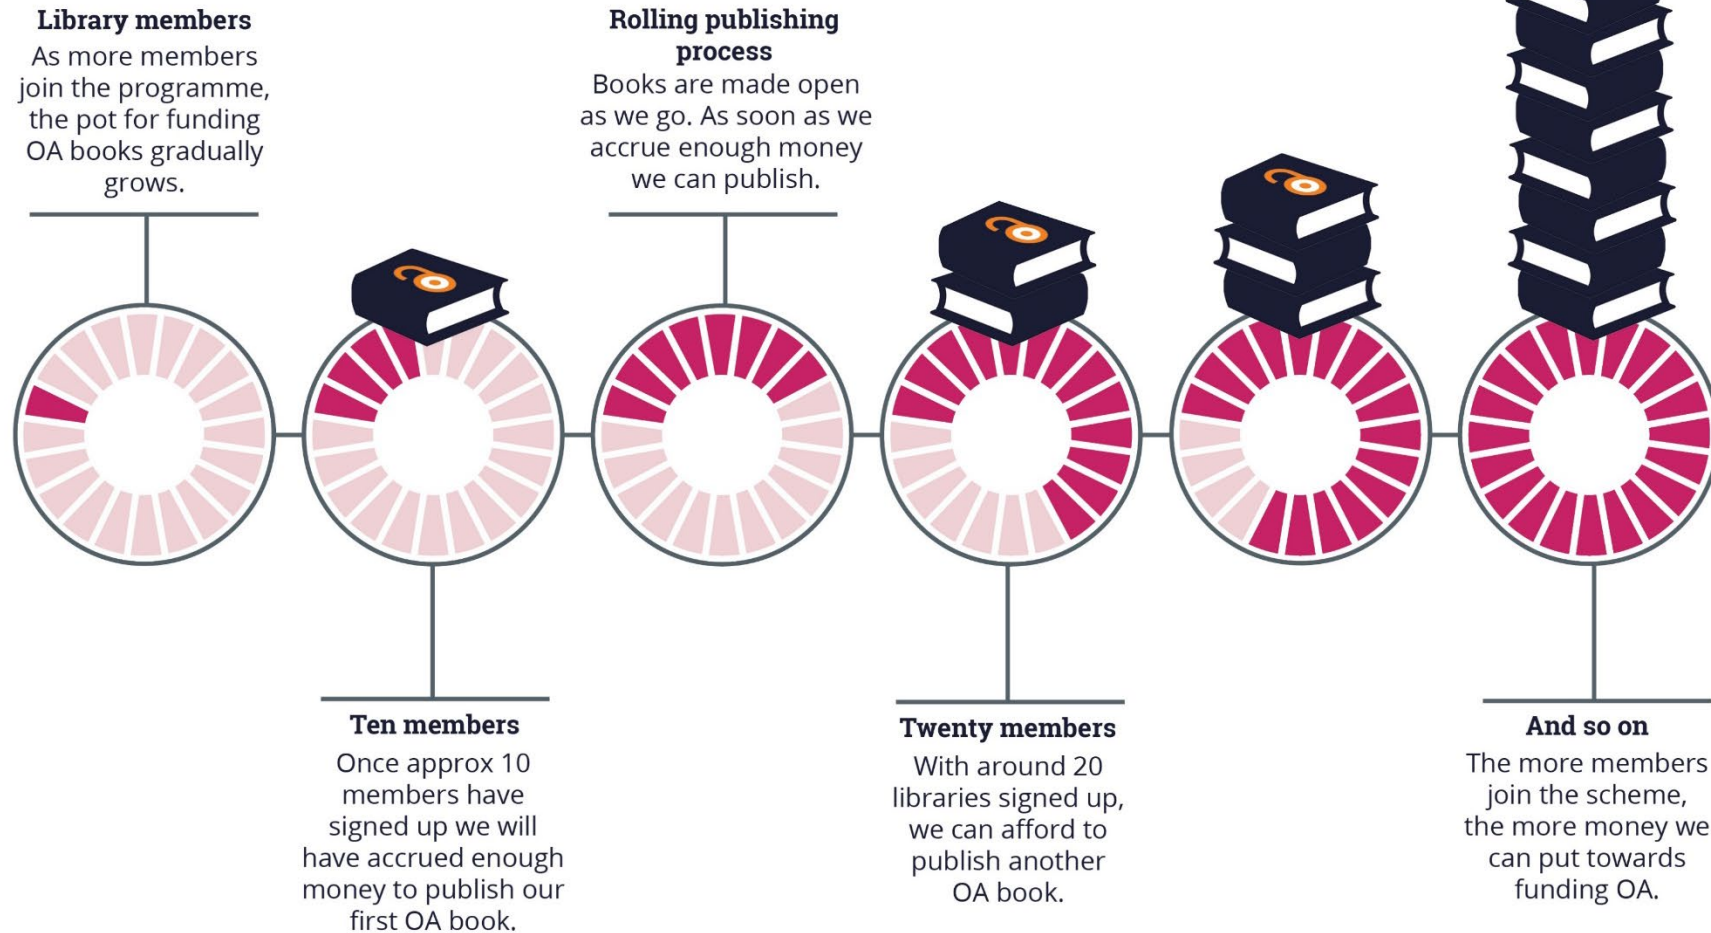 Library members
As more members
join the programme,
the pot for funding
OA books gradually
grows.
Rolling publishing
process
Books are made open
as we go. As soon as we
accrue enough money
we can publish.
Ten members
Once approx 10
members have
signed up we will
have accrued enough
money to publish our
first OA book.
Twenty members
With around 20
libraries signed up,
we can afford to
publish another
OA book.
And so on
The more members
join the scheme,
the more money we
can put towards
funding OA.